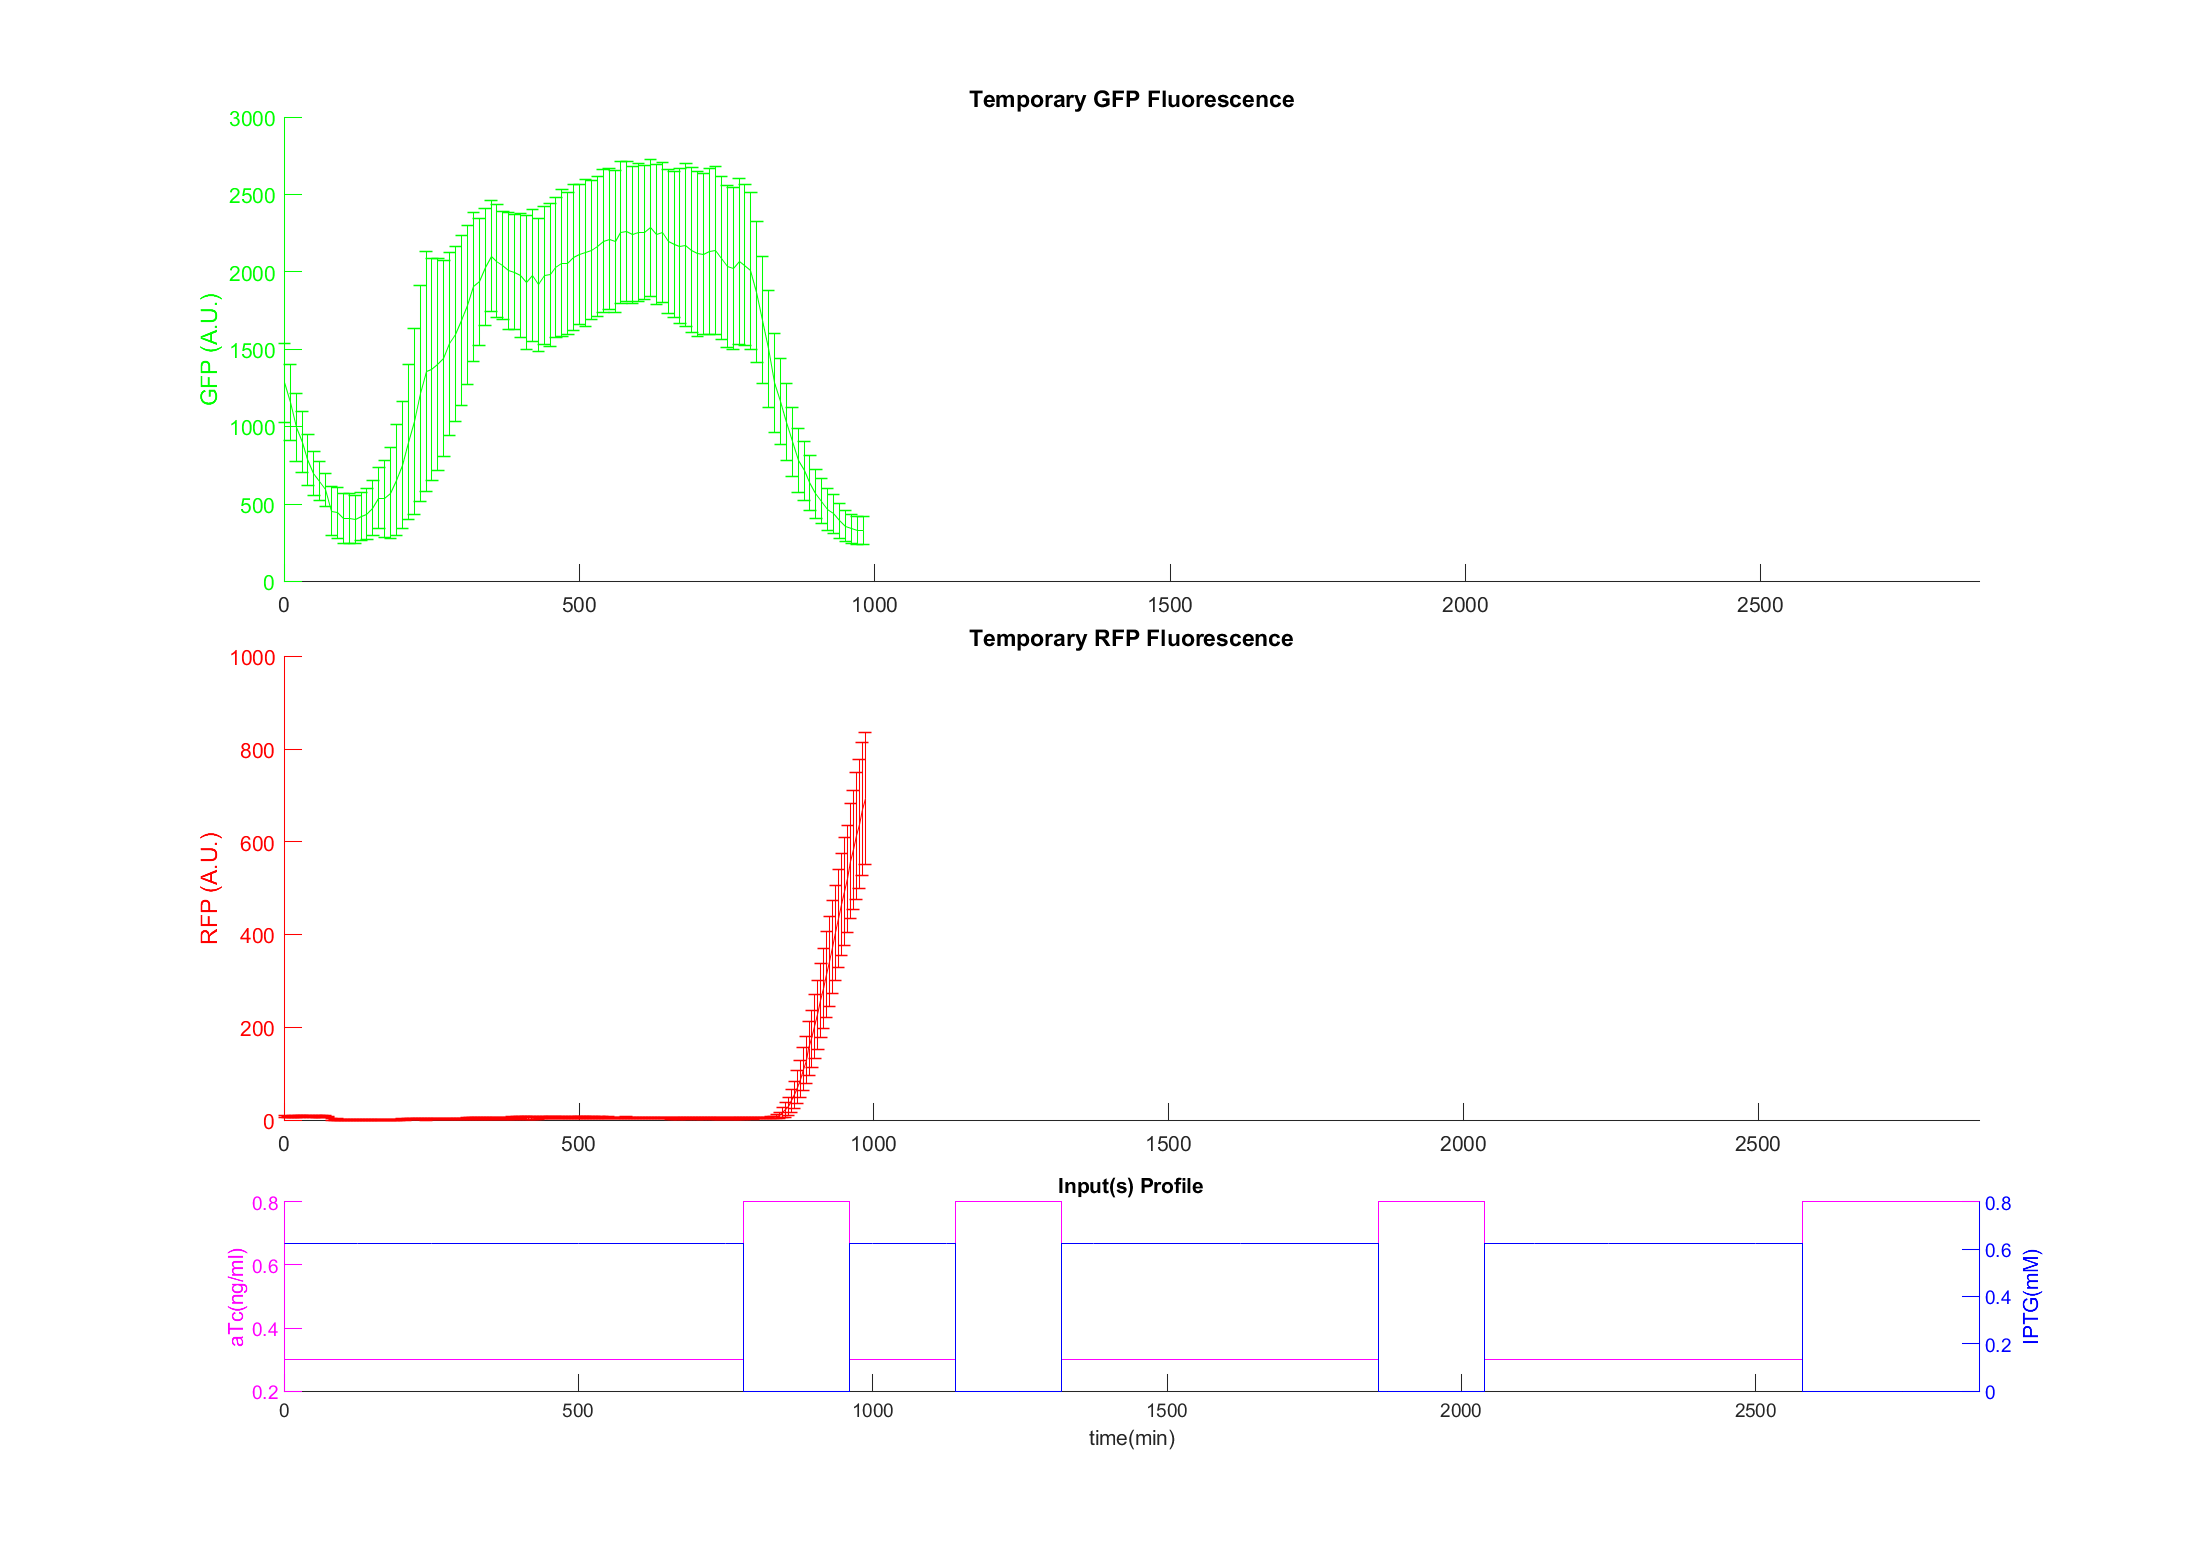 Temporary GFP Fluorescence
3000
2500
2000
1500
1000
500
0
GFP (A.U.)
0 500 1000 1500 2000 2500
Temporary RFP Fluorescence
1000
800
600
400
200
0
RFP (A.U.)
0 500 1000 1500 2000 2500
Input(s) Profile
0.8
0.6
0.4
0.2
aTc(ng/ml)
0.8
0.6
0.4
0.2
0
IPTG(mM)
0 500 1000 1500 2000 2500
time(min)